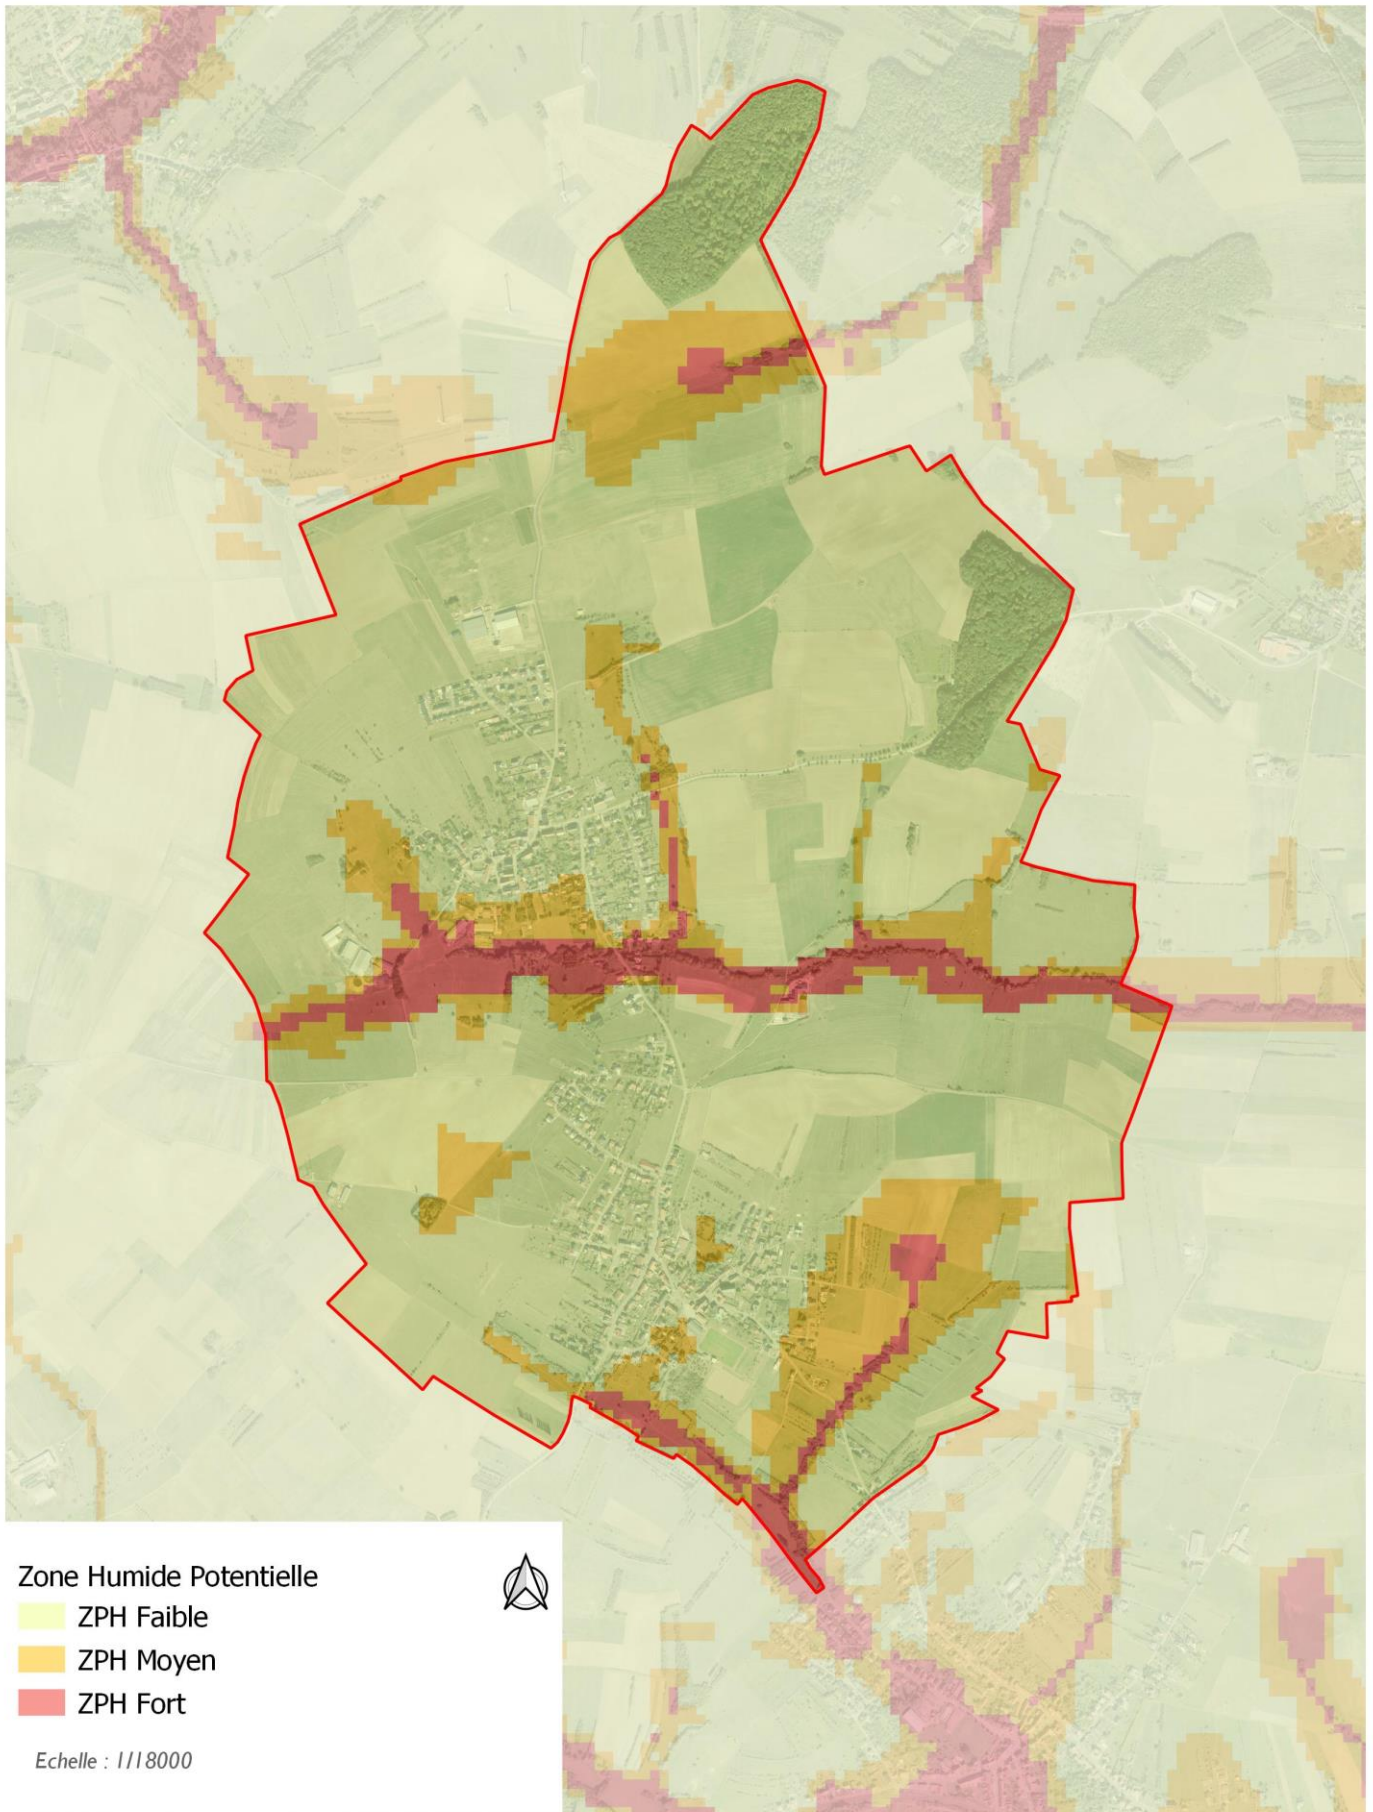 Zone Humide Potentielle
ZPH Faible
ZPH Moyen
ZPH Fort
Echelle : 1/18000